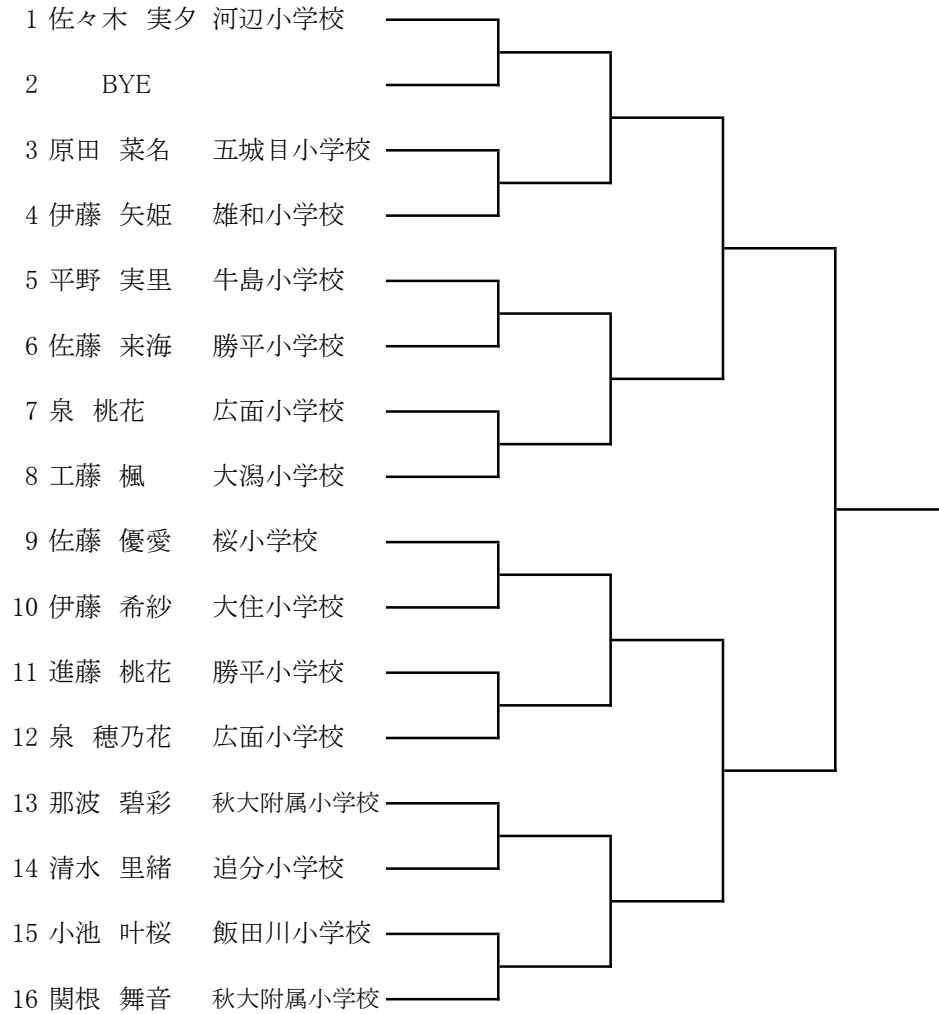 1 佐々木 実夕 河辺小学校
2 BYE
3 原田 菜名 五城目小学校
4 伊藤 矢姫 雄和小学校
5 平野 実里 牛島小学校
6 佐藤 来海 勝平小学校
7 泉 桃花 広面小学校
8 工藤 楓 大潟小学校
9 佐藤 優愛 桜小学校
10 伊藤 希紗 大住小学校
11 進藤 桃花 勝平小学校
12 泉 穂乃花 広面小学校
13 那波 碧彩 秋大附属小学校
14 清水 里緒 追分小学校
15 小池 叶桜 飯田川小学校
16 関根 舞音 秋大附属小学校